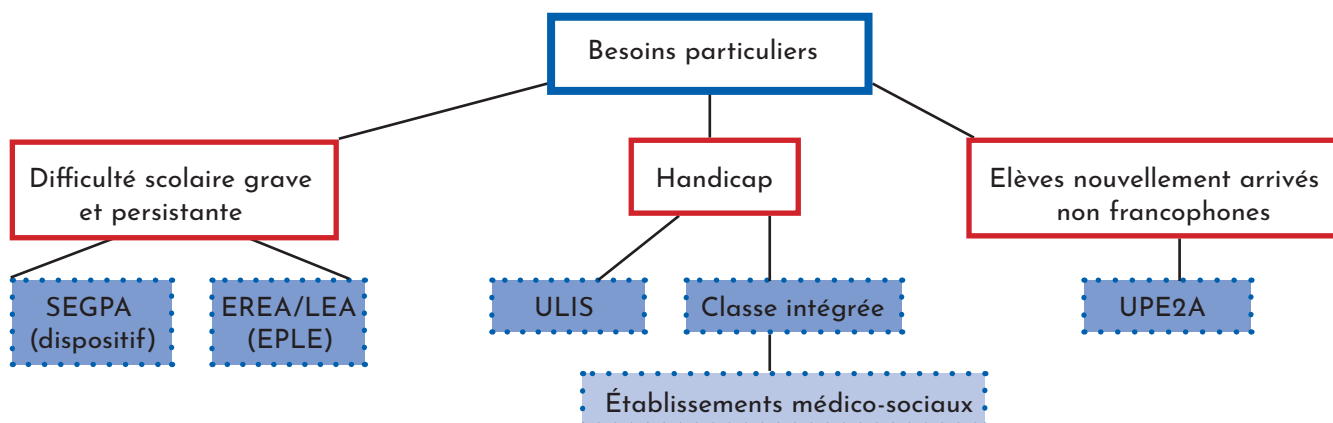 Besoins particuliers
Difficulté scolaire grave
et persistante
Handicap
Elèves nouvellement arrivés
non francophones
SEGPA
(dispositif)
EREA/LEA
(EPLE)
ULIS
Classe intégrée
UPE2A
Établissements médico-sociaux